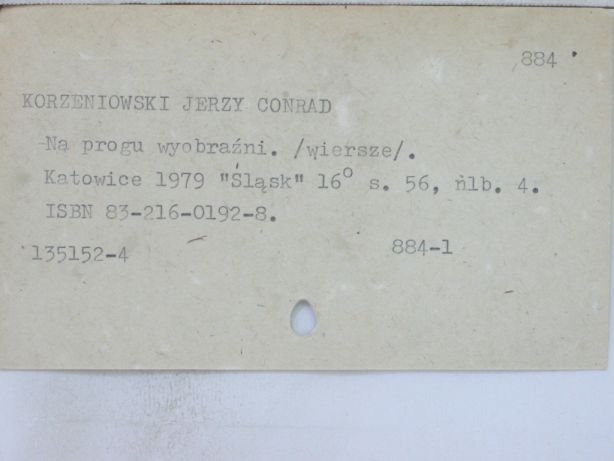 884
KORZENIOWSKI JERZY CONRAD
Na progu wyobraźni. /wiersze/.
Katowice 1979 "Śląsk" 16° s. 56, nlb. 4.
ISBN 83-216-0192-8.
135152-4 884-1